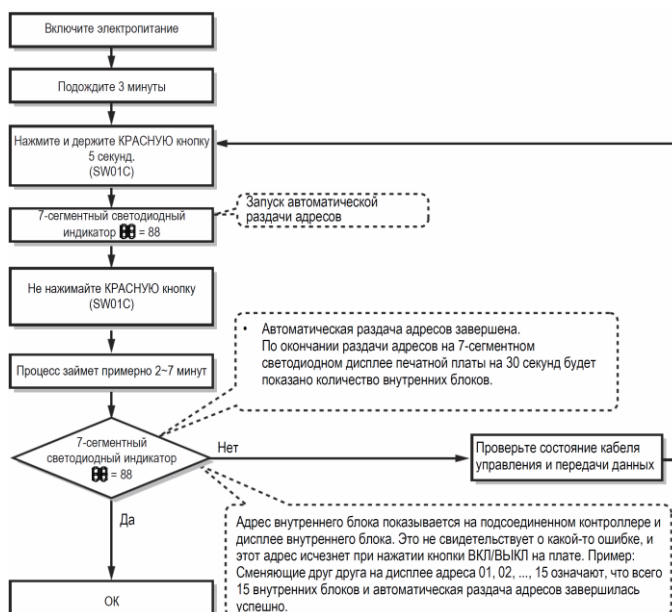 Включите электропитание
Подождите 3 минуты
Нажмите и держите КРАСНУЮ кнопку
5 секунд.
(SW01C)
7-сегментный светодиодный
индикатор 88 = 88
Запуск автоматической
раздачи адресов
Не нажимайте КРАСНУЮ кнопку
(SW01C)
Процесс займет примерно 2~7 минут
• Автоматическая раздача адресов завершена.
По окончании раздачи адресов на 7-сегментном
светодиодном дисплее печатной платы на 30 секунд будет
показано количество внутренних блоков.
7-сегментный
светодиодный индикатор
88 = 88
Нет
Проверьте состояние кабеля
управления и передачи данных
Да
Адрес внутреннего блока показывается на подсоединенном контроллере и
дисплее внутреннего блока. Это не свидетельствует о какой-то ошибке, и
этот адрес исчезнет при нажатии кнопки ВКЛ/ВЫКЛ на плате. Пример:
Сменяющие друг друга на дисплее адреса 01, 02, ..., 15 означают, что всего
15 внутренних блоков и автоматическая раздача адресов завершилась
успешно.
ОК